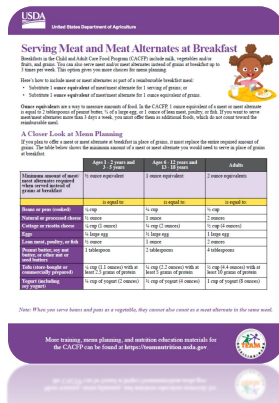 USDA
United States Department of Agriculture
Serving Meat and Meat Alternates at Breakfast
Breakfasts in the Child and Adult Care Food Program (CACFP) include milk, vegetables and/or
fruits, and grains. You can also serve meat and/or meat alternates instead of grains at breakfast up to
3 times per week. This option gives you more choices for menu planning.
Here's how to include meat or meat alternates as part of a reimbursable breakfast meal:
• Substitute 1 ounce equivalent of meat/meat alternate for 1 serving of grains; or
• Substitute 1 ounce equivalent of meat/meat alternate for 1 ounce equivalent of grains.
Ounce equivalents are a way to measure amounts of food. In the CACFP, 1 ounce equivalent of a meat or meat alternate
is equal to 2 tablespoons of peanut butter, ½ of a large egg, or 1 ounce of lean meat, poultry, or fish. If you want to serve
meat/meat alternates more than 3 days a week, you must offer them as additional foods, which do not count toward the
reimbursable meal.
A Closer Look at Menu Planning
If you plan to offer a meat or meat alternate at breakfast in place of grains, it must replace the entire required amount of
grains. The table below shows the minimum amount of a meat or meat alternate you would need to serve in place of grains
at breakfast.
Ages 1 - 2 years and 3 - 5 years
Ages 6 - 12 years and 13 - 18 years
Adults
Minimum amount of meat/meat alternates required when served instead of grains at breakfast
½ ounce equivalent
1 ounce equivalent
2 ounce equivalents
is equal to:
is equal to:
is equal to:
Beans or peas (cooked)
⅛ cup
¼ cup
½ cup
Natural or processed cheese
½ ounce
1 ounce
2 ounces
Cottage or ricotta cheese
⅛ cup (1 ounce)
¼ cup (2 ounces)
½ cup (4 ounces)
Eggs
¼ large egg
½ large egg
1 large egg
Lean meat, poultry, or fish
½ ounce
1 ounce
2 ounces
Peanut butter, soy nut butter, or other nut or seed butters
1 tablespoon
2 tablespoons
4 tablespoons
Tofu (store-bought or commercially prepared)
⅛ cup (1.1 ounces) with at least 2.5 grams of protein
¼ cup (2.2 ounces) with at least 5 grams of protein
½ cup (4.4 ounces) with at least 10 grams of protein
Yogurt (including soy yogurt)
¼ cup of yogurt (2 ounces)
½ cup of yogurt (4 ounces)
1 cup of yogurt (8 ounces)
Note: When you serve beans and peas as a vegetable, they cannot also count as a meat alternate in the same meal.
More training, menu planning, and nutrition education materials for
the CACFP can be found at https://teamnutrition.usda.gov
TEAM